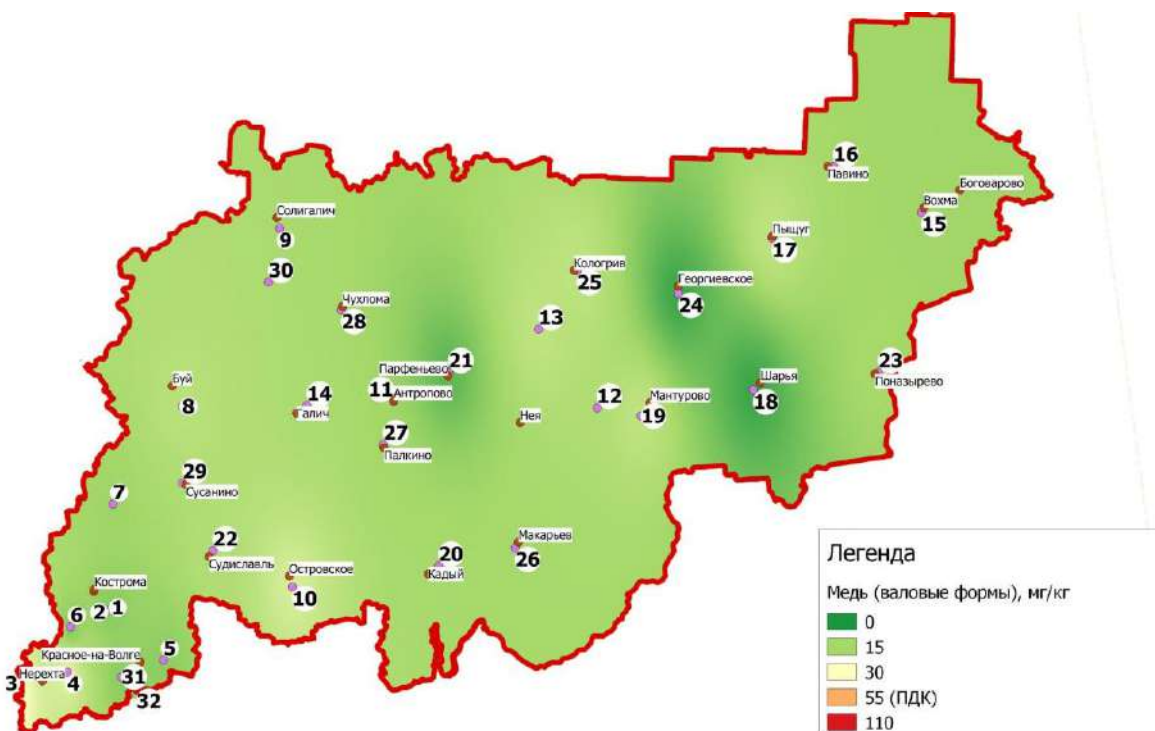 16
Павино
Боговарово
Вохма
15
Солигалич
9
Пыщуг
17
30
Кологрив
25
Георгиевское
24
Чухлома
28
13
21
Парфеньево
23
Поназырево
Буй
8
14
Галич
11
Антропово
12
Мантурово
19
Шарья
18
Нея
27
Палкино
29
Сусанино
7
22
Судиславль
Макарьев
26
20
Кадый
Островское
10
Кострома
6
2
1
5
Красное-на-Волге
3
Нерехта
4
31
32
Легенда
Медь (валовые формы), мг/кг
0
15
30
55 (ПДК)
110